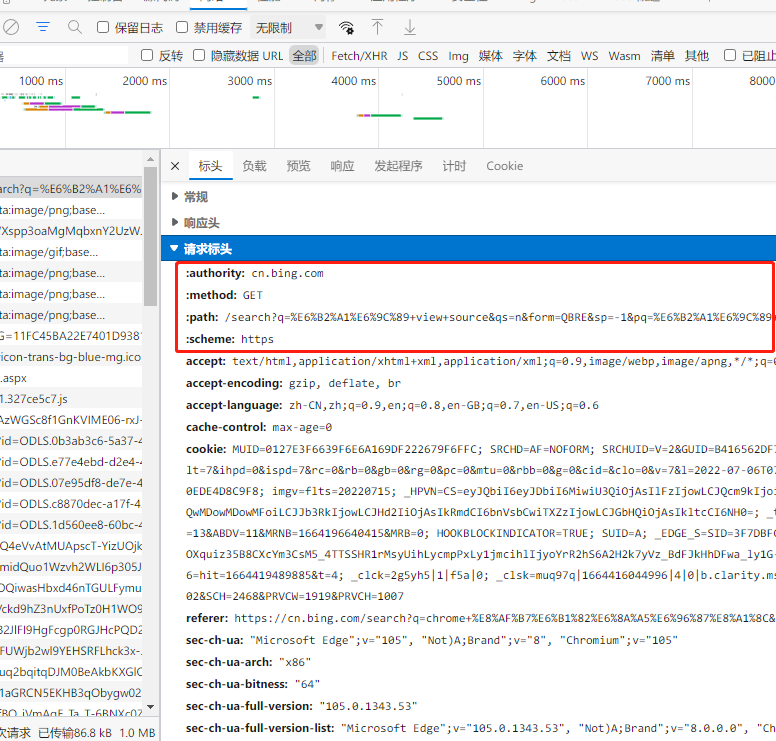 保留日志 禁用缓存 无限制
反转 隐藏数据 URL 全部 Fetch/XHR JS CSS Img 媒体 字体 文档 WS Wasm 清单 其他 已阻止
1000 ms 2000 ms 3000 ms 4000 ms 5000 ms 6000 ms 7000 ms 8000
标头 负载 预览 响应 发起程序 计时 Cookie
arch?q=%E6%B2%A1%E6%
ta:image/png;base...
/Xspp3oaMgMqbxnY2UzW.
ta:image/gif;base...
ta:image/png;base...
ta:image/png;base...
ta:image/png;base...
G=11FC45BA22E7401D9381
icon-trans-bg-blue-mg.ico
.aspx
1.327ce5c7.js
AzWGSc8f1GnKVIME06-rxJ-
?id=ODLS.0b3ab3c6-5a37-4
?id=ODLS.e77e4ebd-d2e4-4
?id=ODLS.07e95df8-de7e-4
?id=ODLS.c8870dec-a17f-4
?id=ODLS.1d560ee8-60bc-4
Q4eVvAtMUApscT-YizUOjk
midQuo1Wzvh2WLI6p305J
OQiwasHbxd46nTGULFymu
Vckd9hZ3nUxfPoTz0H1WO9
B2JlFI9HgFcgp0RGJHcPQD2
FUWjb2wl9YEHSRFLhck3x-
uq2bqitqDJM0BeAkbKXGlC
1aGRCN5EKHB3qObygw02
次请求 已传输86.8 kB 1.0 MB
常规
响应头
请求标头
:authority: cn.bing.com
:method: GET
:path: /search?q=%E6%B2%A1%E6%9C%89+view+source&qs=n&form=QBRE&sp=-1&pq=%E6%B2%A1%E6%9C%89
:scheme: https
accept: text/html,application/xhtml+xml,application/xml;q=0.9,image/webp,image/apng,*/*;q=
accept-encoding: gzip, deflate, br
accept-language: zh-CN,zh;q=0.9,en;q=0.8,en-GB;q=0.7,en-US;q=0.6
cache-control: max-age=0
cookie: MUID=0127E3F6639F6E6A169DF222679F6FFC; SRCHD=AF=NOFORM; SRCHUID=V=2&GUID=B416562DF7
lt=7&ihpd=0&ispd=7&rc=0&rb=0&gb=0&rg=0&pc=0&mtu=0&rbb=0&g=0&cid=&clo=0&v=7&l=2022-07-06T07
0EDE4D8C9F8; imgv=flts=20220715; _HPVN=CS=eyJQbiI6eyJDbiI6MiwiU3QiOjAsIlFzIjowLCJQcm9kIjoi
QwMDowMDowMFoiLCJJb3RkIjowLCJHd2IiOjAsIkRmdCI6bnVsbCwiTXZzIjowLCJGbHQiOjAsIkltcCI6NH0=; _t
=13&ABDV=11&MRNB=1664196640415&MRB=0; HOOKBLOCKINDICATOR=TRUE; SUID=A; _EDGE_S=SID=3F7DBFC
OXquiz35B8CXcYm3CsM5_4TTSSHR1rMsyUihLycmpPxLy1jmcihlIjyoYrR2hS6A2H2k7yVz_BdFJkHhDFwa_ly1G-
6=hit=1664419489885&t=4; _clck=2g5yh5|1|f5a|0; _clsk=muq97q|1664416044996|4|0|b.clarity.ms
02&SCH=2468&PRVCW=1919&PRVCH=1007
referer: https://cn.bing.com/search?q=chrome+%E8%AF%B7%E6%B1%82%E6%8A%A5%E6%96%87%E8%A1%8C&
sec-ch-ua: "Microsoft Edge";v="105", "Not)A;Brand";v="8", "Chromium";v="105"
sec-ch-ua-arch: "x86"
sec-ch-ua-bitness: "64"
sec-ch-ua-full-version: "105.0.1343.53"
sec-ch-ua-full-version-list: "Microsoft Edge";v="105.0.1343.53", "Not)A;Brand";v="8.0.0.0", "Ch